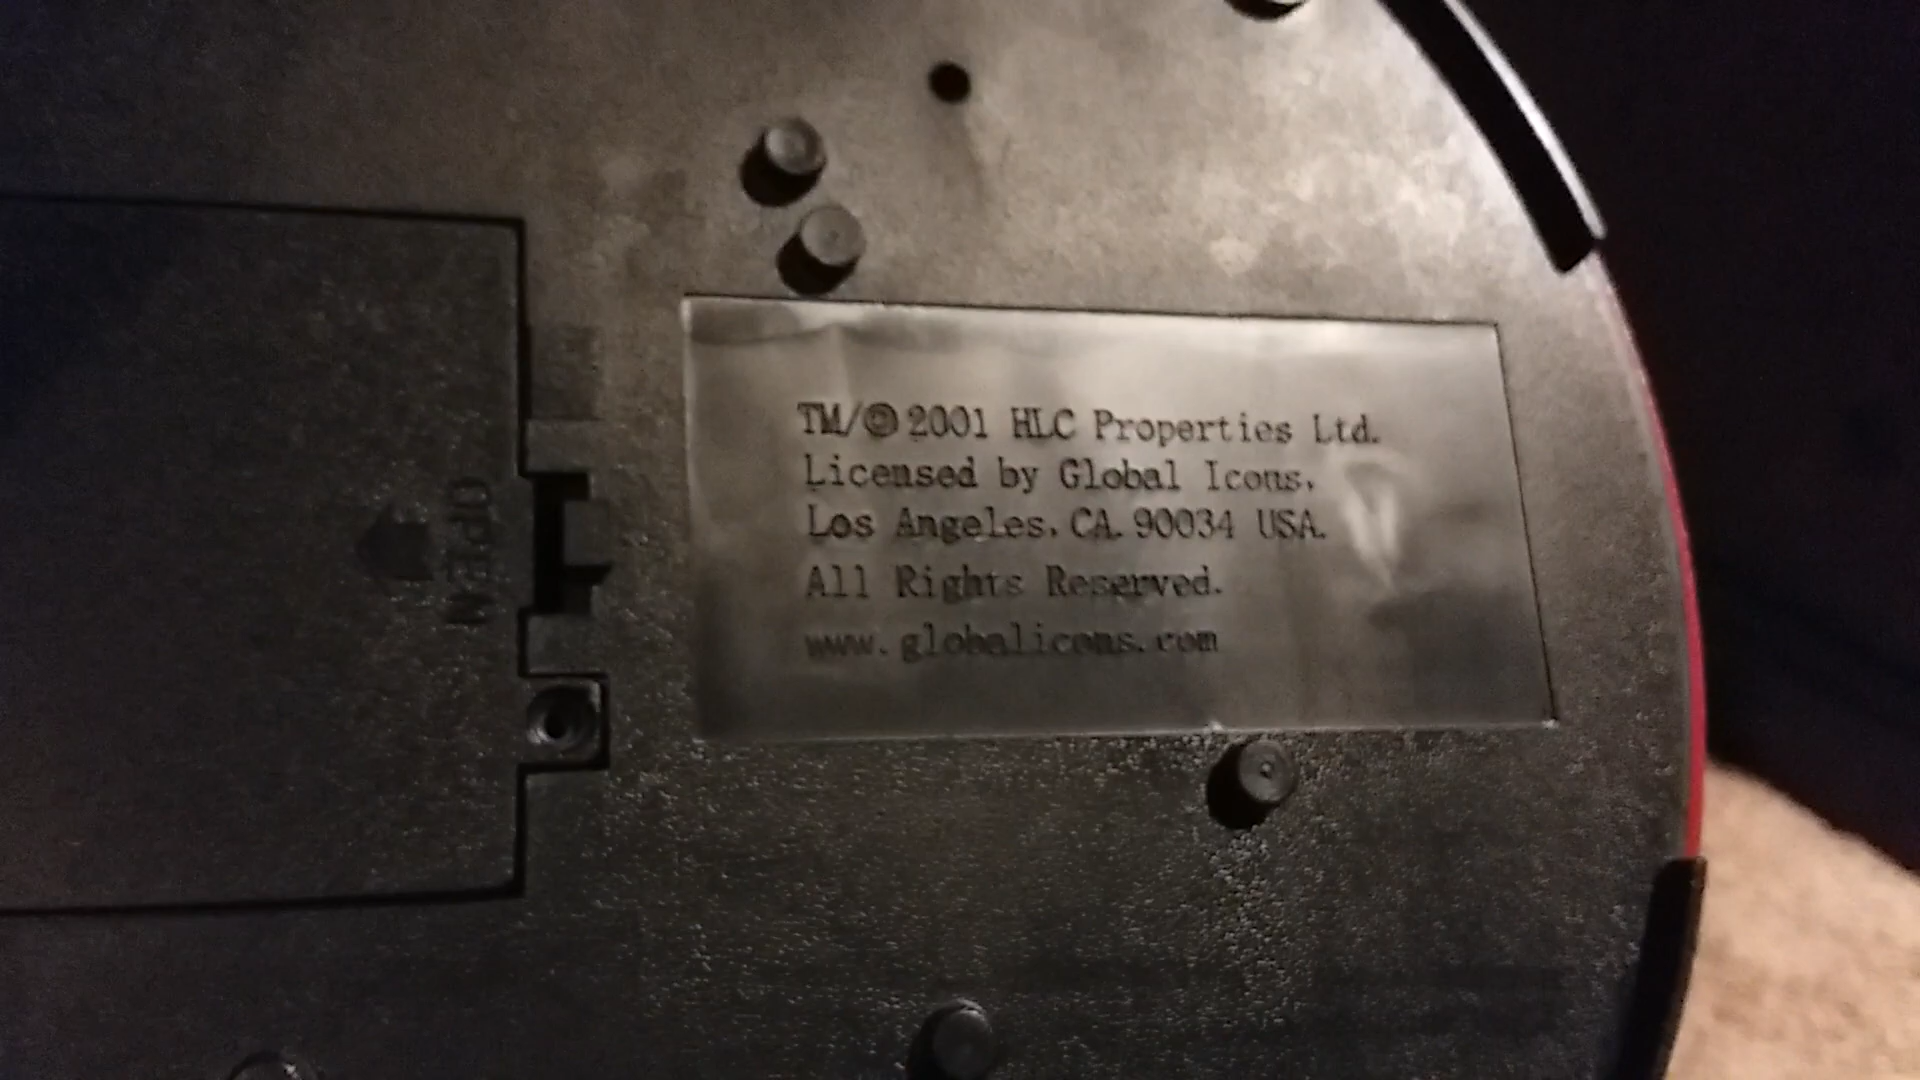 OPEN
TM/© 2001 HLC Properties Ltd.
Licensed by Global Icons,
Los Angeles, CA. 90034 USA.
All Rights Reserved.
www.globalicons.com